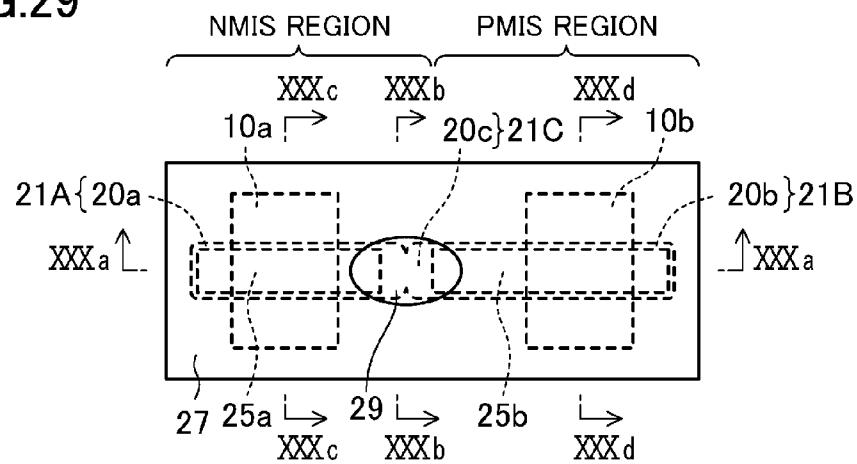 G.29
NMIS REGION PMIS REGION
XXXc XXXb XXXd
10a 20c}21C 10b
21A{20a 20b}21B
XXXa XXXa
27 25a 29 25b
XXXc XXXb XXXd